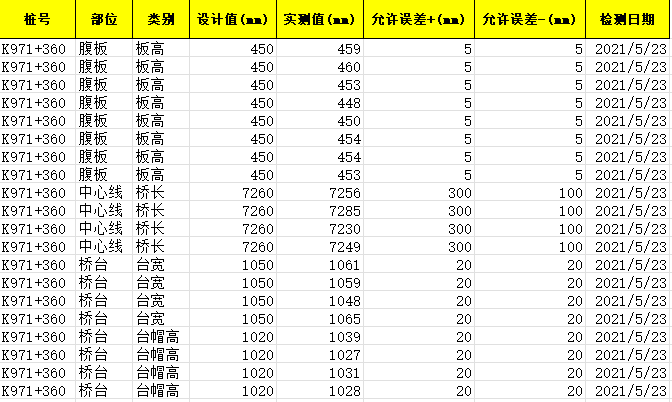 桩号 部位 类别 设计值(mm) 实测值(mm) 允许误差+(mm) 允许误差-(mm) 检测日期
K971+360 腹板 板高 450 459 5 5 2021/5/23
K971+360 腹板 板高 450 460 5 5 2021/5/23
K971+360 腹板 板高 450 453 5 5 2021/5/23
K971+360 腹板 板高 450 448 5 5 2021/5/23
K971+360 腹板 板高 450 450 5 5 2021/5/23
K971+360 腹板 板高 450 454 5 5 2021/5/23
K971+360 腹板 板高 450 454 5 5 2021/5/23
K971+360 腹板 板高 450 453 5 5 2021/5/23
K971+360 中心线 桥长 7260 7256 300 100 2021/5/23
K971+360 中心线 桥长 7260 7285 300 100 2021/5/23
K971+360 中心线 桥长 7260 7230 300 100 2021/5/23
K971+360 中心线 桥长 7260 7249 300 100 2021/5/23
K971+360 桥台 台宽 1050 1061 20 20 2021/5/23
K971+360 桥台 台宽 1050 1059 20 20 2021/5/23
K971+360 桥台 台宽 1050 1048 20 20 2021/5/23
K971+360 桥台 台宽 1050 1065 20 20 2021/5/23
K971+360 桥台 台帽高 1020 1039 20 20 2021/5/23
K971+360 桥台 台帽高 1020 1027 20 20 2021/5/23
K971+360 桥台 台帽高 1020 1031 20 20 2021/5/23
K971+360 桥台 台帽高 1020 1028 20 20 2021/5/23